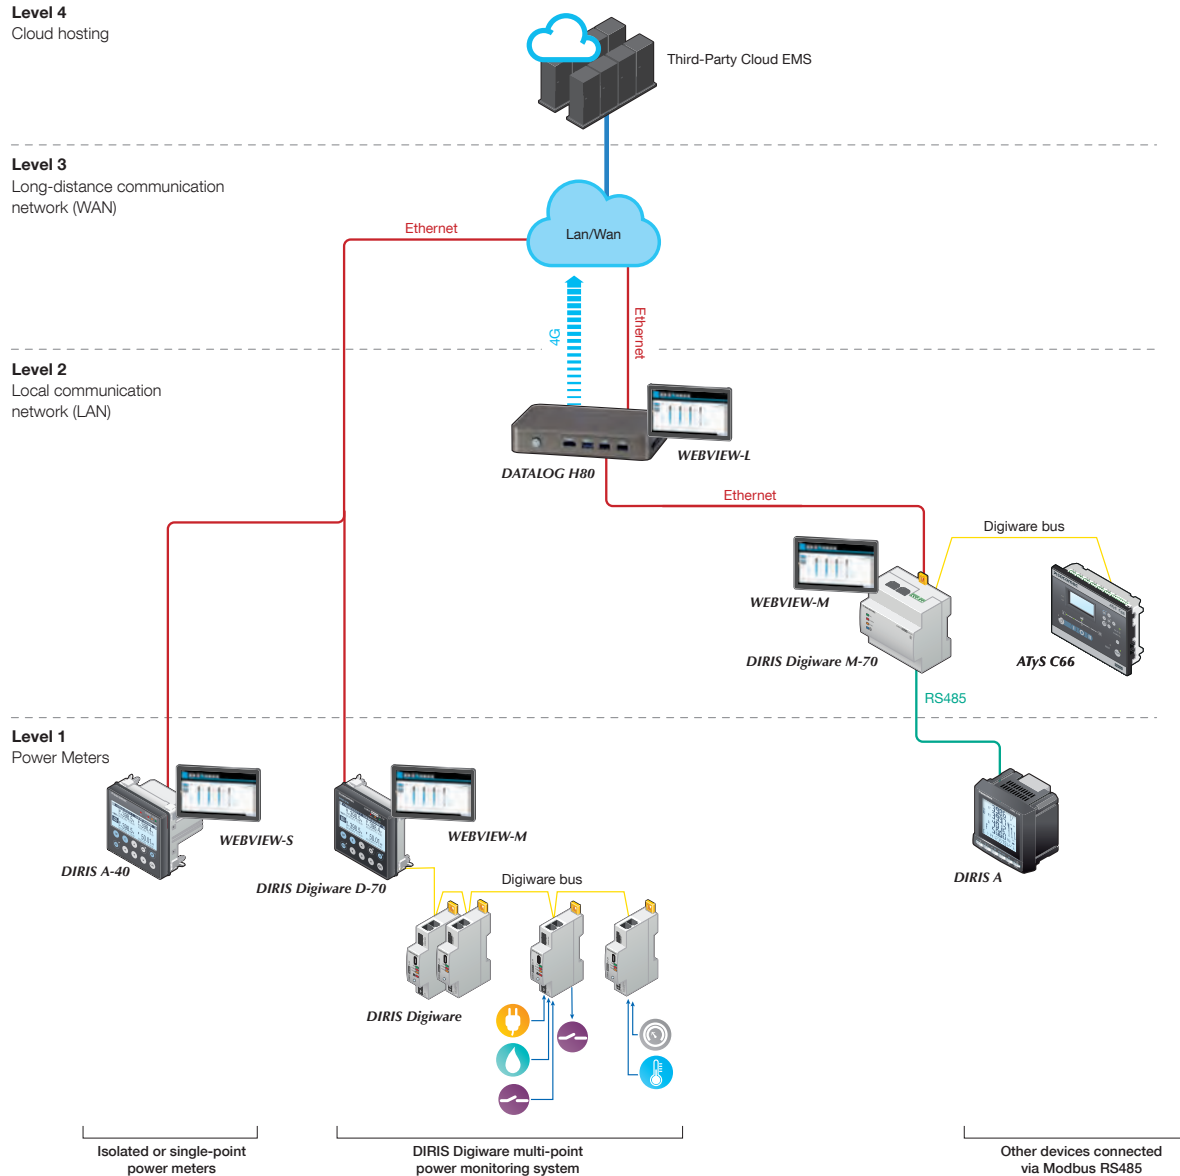 Level 4
Cloud hosting
Third-Party Cloud EMS
Level 3
Long-distance communication
network (WAN)
Ethernet
Lan/Wan
4G
Ethernet
Level 2
Local communication
network (LAN)
WEBVIEW-L
DATALOG H80
Ethernet
Digiware bus
WEBVIEW-M
DIRIS Digiware M-70
ATyS C66
RS485
Level 1
Power Meters
WEBVIEW-S
WEBVIEW-M
DIRIS A-40
DIRIS Digiware D-70
DIRIS A
Digiware bus
DIRIS Digiware
Isolated or single-point
power meters
DIRIS Digiware multi-point
power monitoring system
Other devices connected
via Modbus RS485